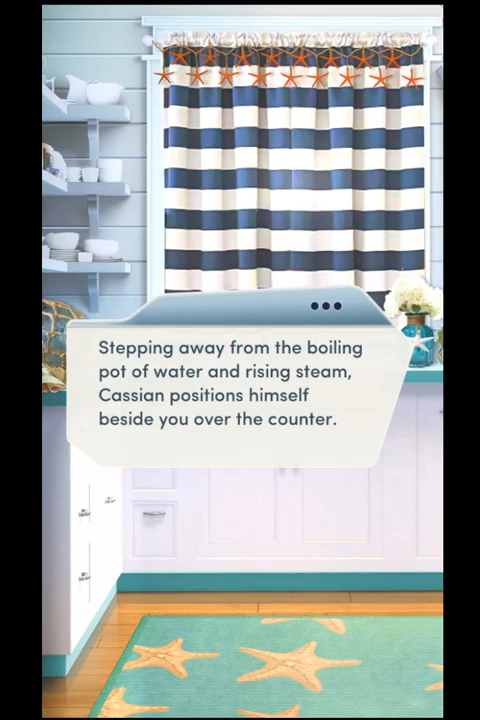 Stepping away from the boiling
pot of water and rising steam,
Cassian positions himself
beside you over the counter.